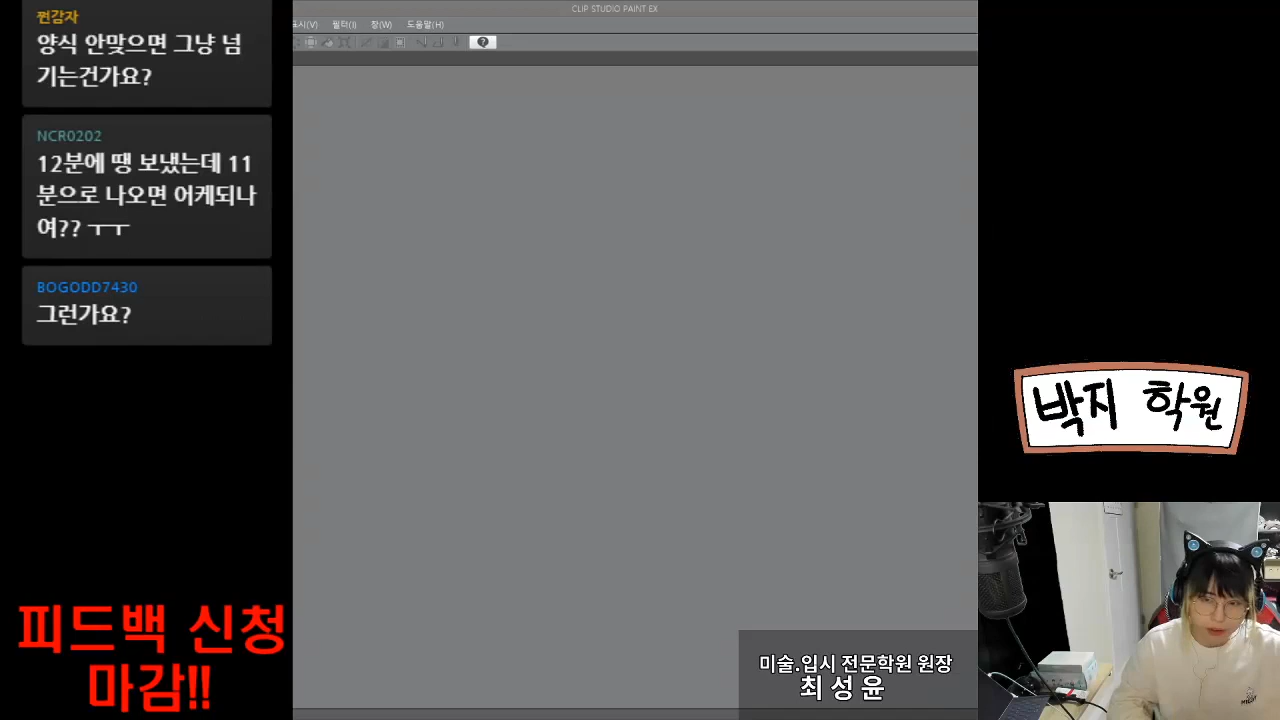 쩐감자
양식 안맞으면 그냥 넘
기는건가요?
NCR0202
12분에 땡 보냈는데 11
분으로 나오면 어케되나
여?? ㅜㅜ
BOGODD7430
그런가요?
피드백 신청
마감!!
CLIP STUDIO PAINT EX
표시(V) 필터(I) 창(W) 도움말(H)
미술.입시 전문학원 원장
최성윤
박지 학원